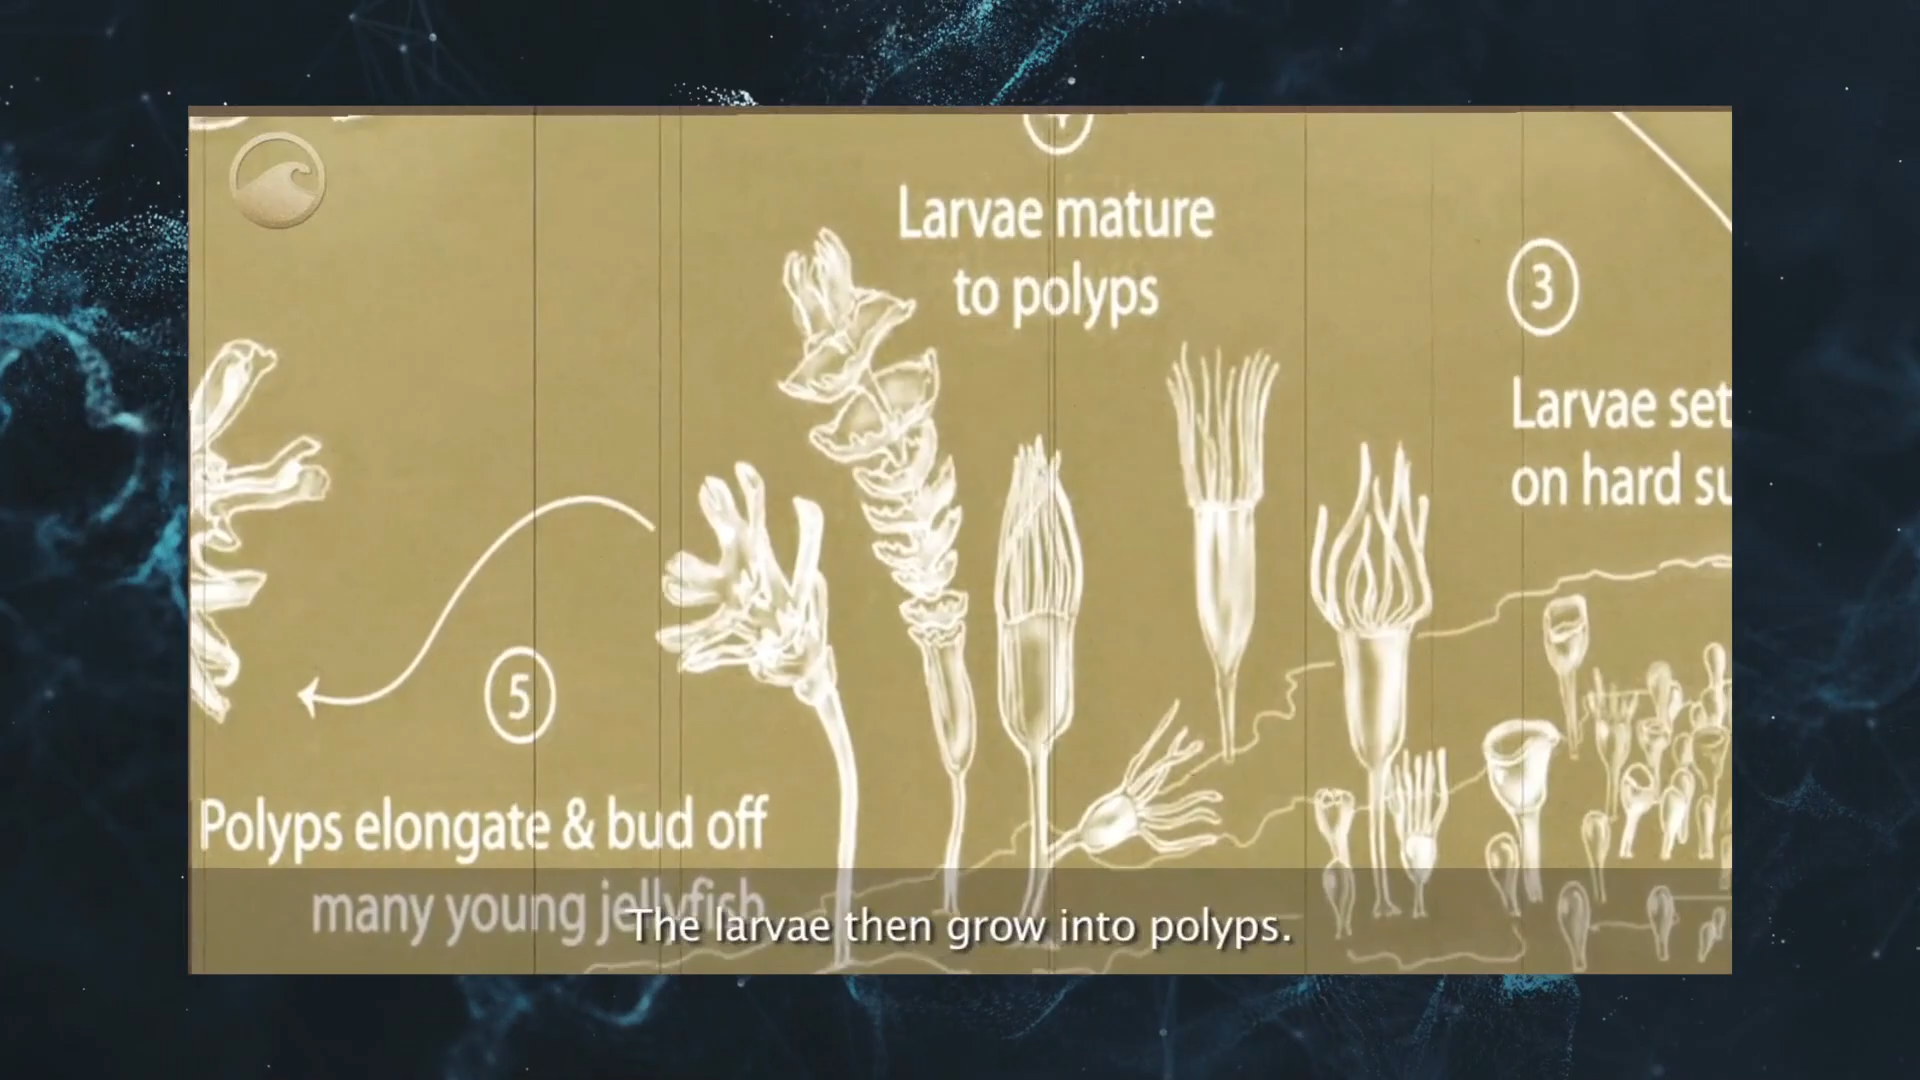 Larvae mature
to polyps
3
Larvae set
on hard su
5
Polyps elongate & bud off
many young jellyfish
The larvae then grow into polyps.